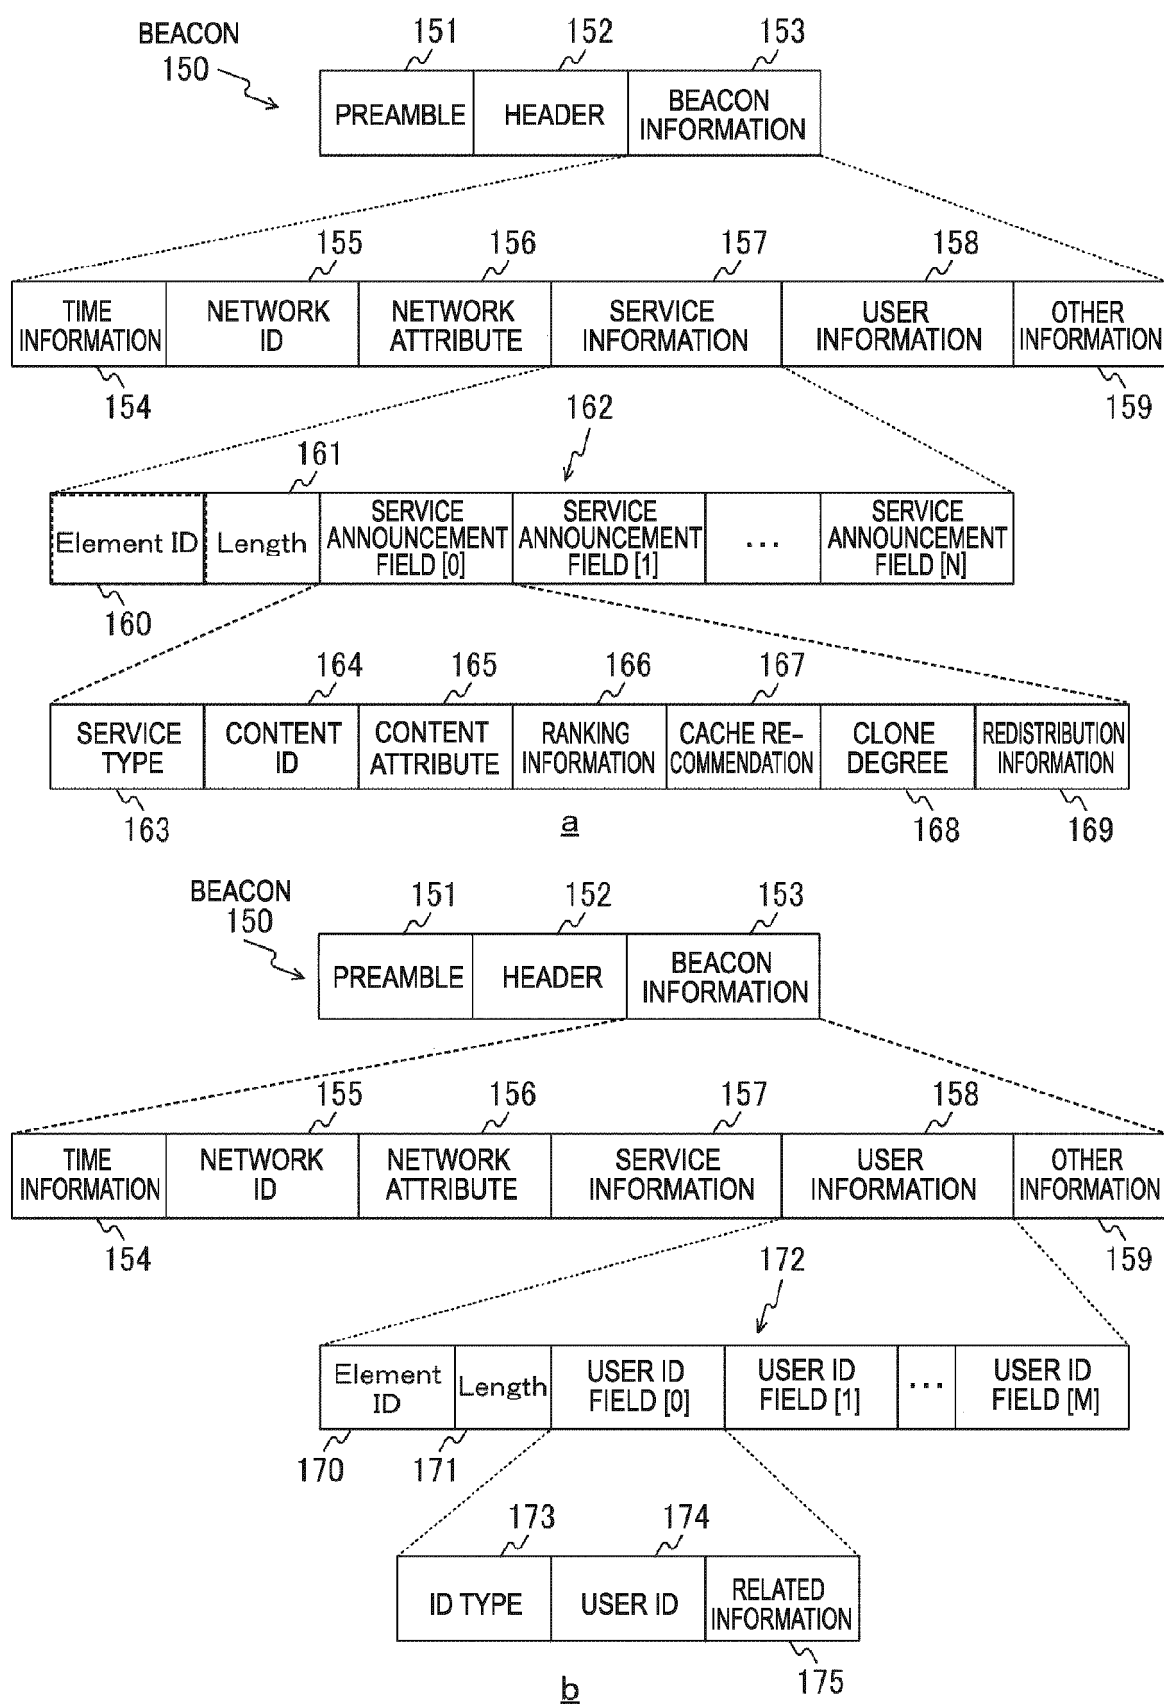 BEACON
150
151
152
153
PREAMBLE
HEADER
BEACON
INFORMATION
155
156
157
158
TIME
INFORMATION
NETWORK
ID
NETWORK
ATTRIBUTE
SERVICE
INFORMATION
USER
INFORMATION
OTHER
INFORMATION
154
159
162
161
Element ID
Length
SERVICE
ANNOUNCEMENT
FIELD [0]
SERVICE
ANNOUNCEMENT
FIELD [1]
...
SERVICE
ANNOUNCEMENT
FIELD [N]
160
164
165
166
167
SERVICE
TYPE
CONTENT
ID
CONTENT
ATTRIBUTE
RANKING
INFORMATION
CACHE RE-
COMMENDATION
CLONE
DEGREE
REDISTRIBUTION
INFORMATION
163
168
169
a
BEACON
150
151
152
153
PREAMBLE
HEADER
BEACON
INFORMATION
155
156
157
158
TIME
INFORMATION
NETWORK
ID
NETWORK
ATTRIBUTE
SERVICE
INFORMATION
USER
INFORMATION
OTHER
INFORMATION
154
159
172
Element
ID
Length
USER ID
FIELD [0]
USER ID
FIELD [1]
...
USER ID
FIELD [M]
170
171
173
174
ID TYPE
USER ID
RELATED
INFORMATION
175
b